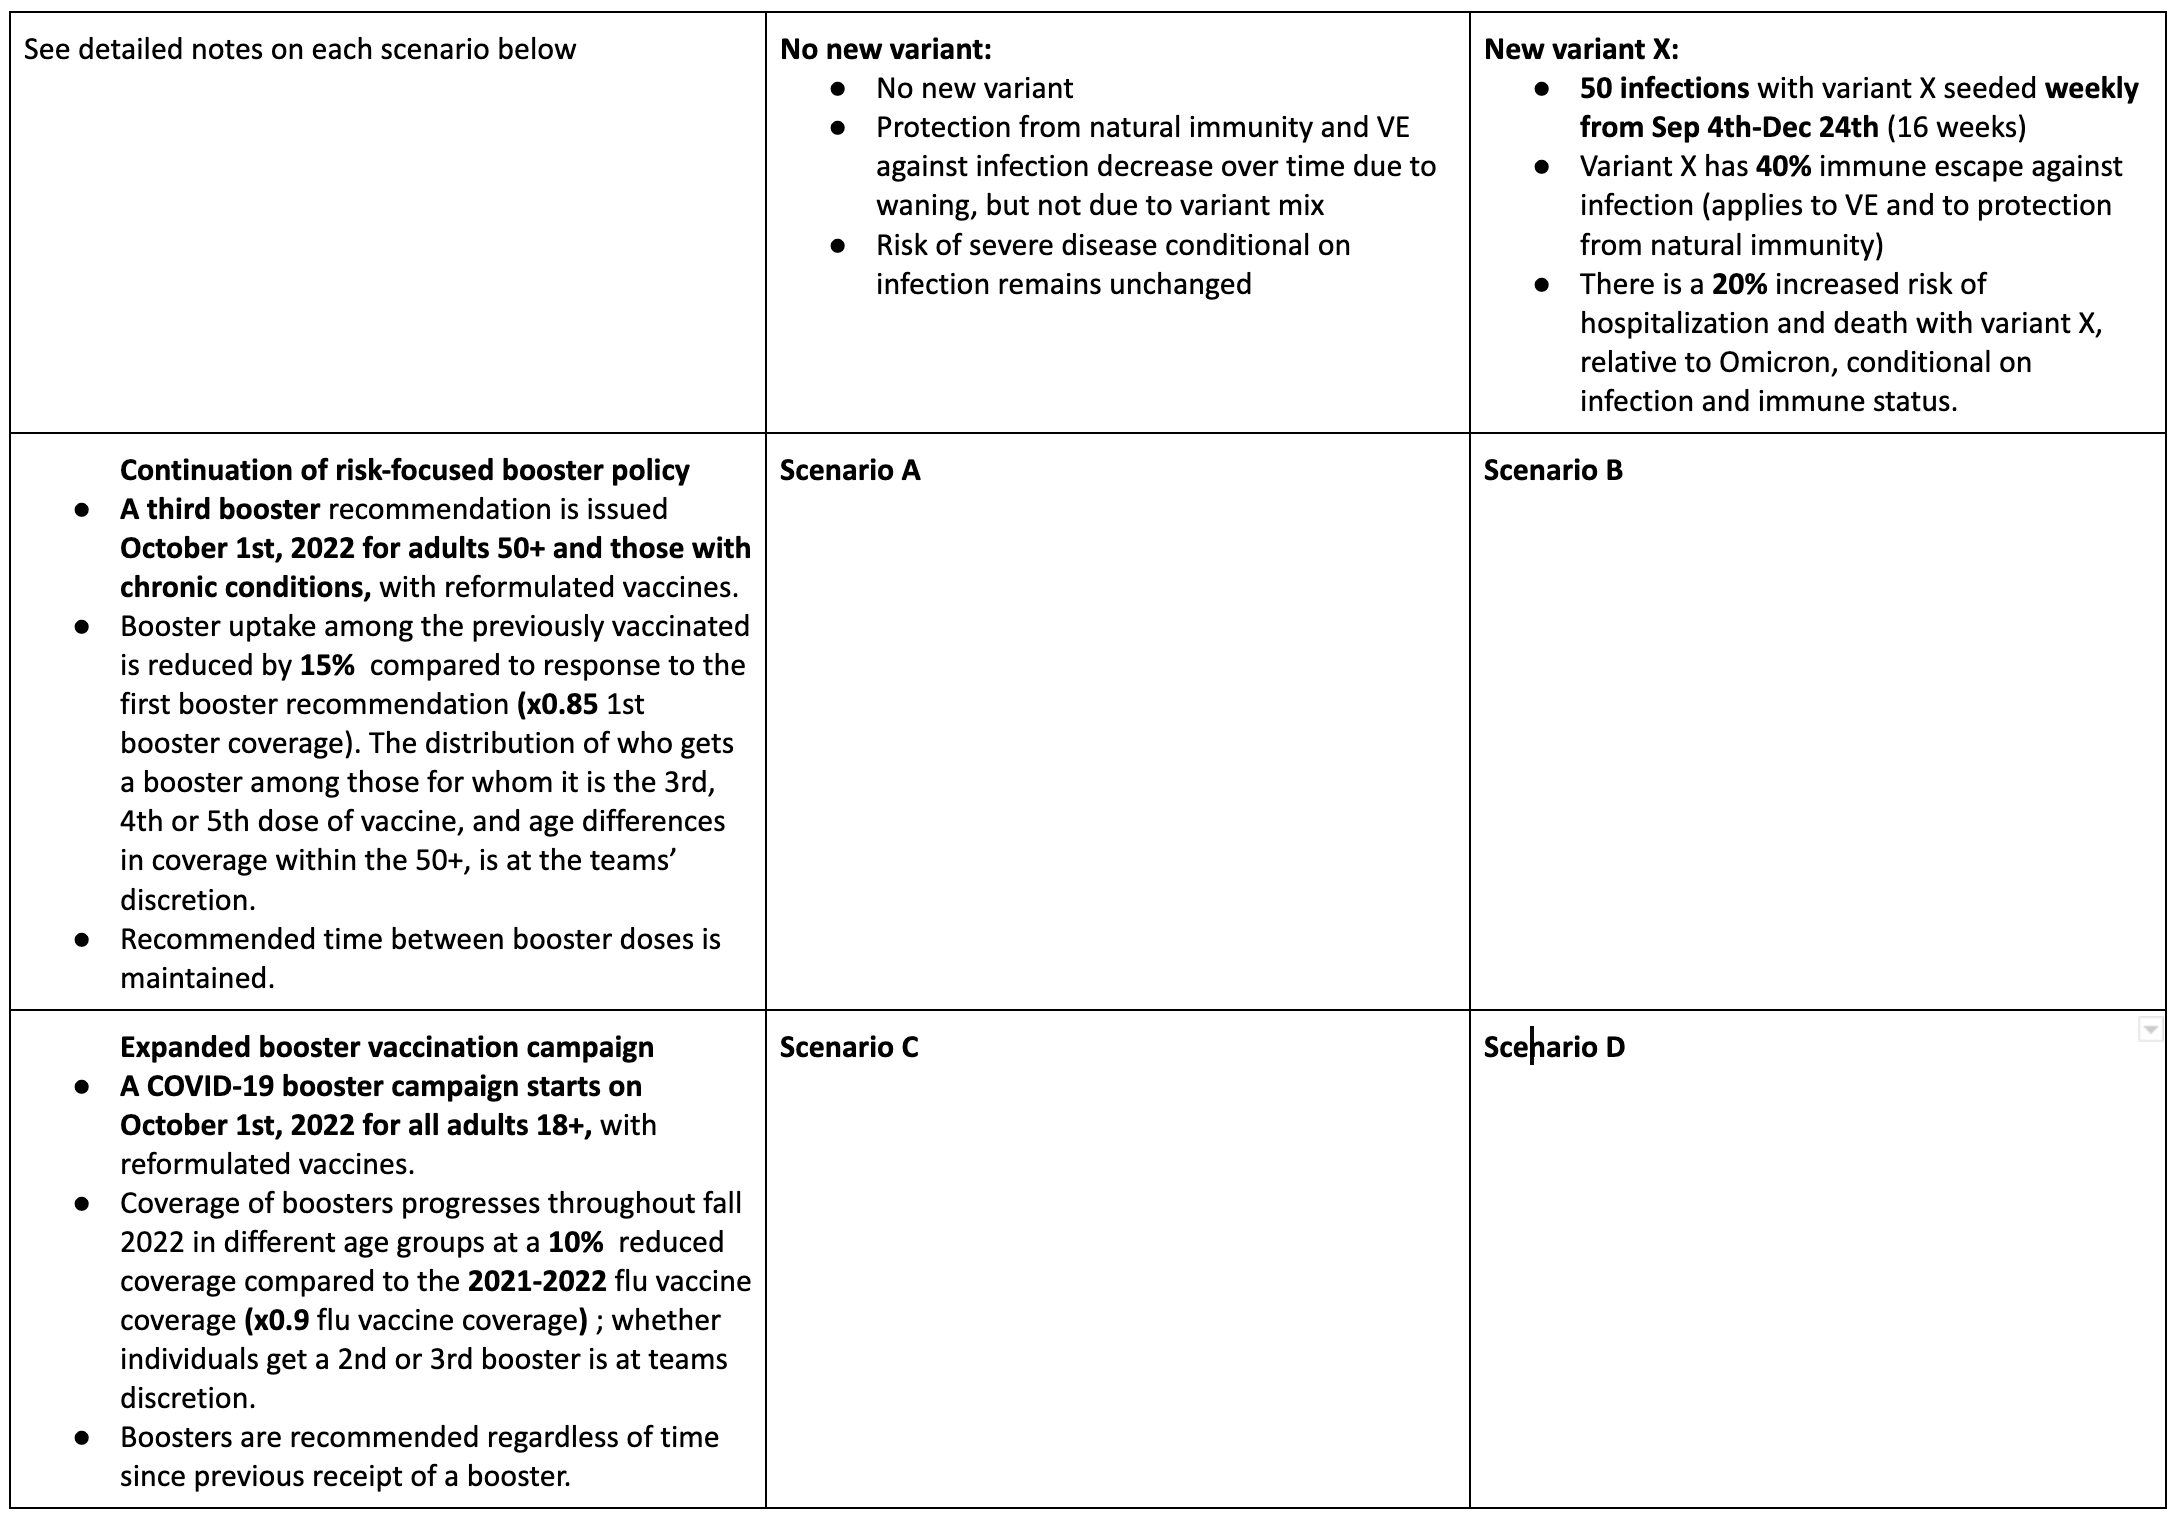 See detailed notes on each scenario below
No new variant:
● No new variant
● Protection from natural immunity and VE
against infection decrease over time due to
waning, but not due to variant mix
● Risk of severe disease conditional on
infection remains unchanged
New variant X:
● 50 infections with variant X seeded weekly
from Sep 4th-Dec 24th (16 weeks)
● Variant X has 40% immune escape against
infection (applies to VE and to protection
from natural immunity)
● There is a 20% increased risk of
hospitalization and death with variant X,
relative to Omicron, conditional on
infection and immune status.
Continuation of risk-focused booster policy
● A third booster recommendation is issued
October 1st, 2022 for adults 50+ and those with
chronic conditions, with reformulated vaccines.
● Booster uptake among the previously vaccinated
is reduced by 15% compared to response to the
first booster recommendation (x0.85 1st
booster coverage). The distribution of who gets
a booster among those for whom it is the 3rd,
4th or 5th dose of vaccine, and age differences
in coverage within the 50+, is at the teams’
discretion.
● Recommended time between booster doses is
maintained.
Scenario A
Scenario B
Expanded booster vaccination campaign
● A COVID-19 booster campaign starts on
October 1st, 2022 for all adults 18+, with
reformulated vaccines.
● Coverage of boosters progresses throughout fall
2022 in different age groups at a 10% reduced
coverage compared to the 2021-2022 flu vaccine
coverage (x0.9 flu vaccine coverage) ; whether
individuals get a 2nd or 3rd booster is at teams
discretion.
● Boosters are recommended regardless of time
since previous receipt of a booster.
Scenario C
Scenario D